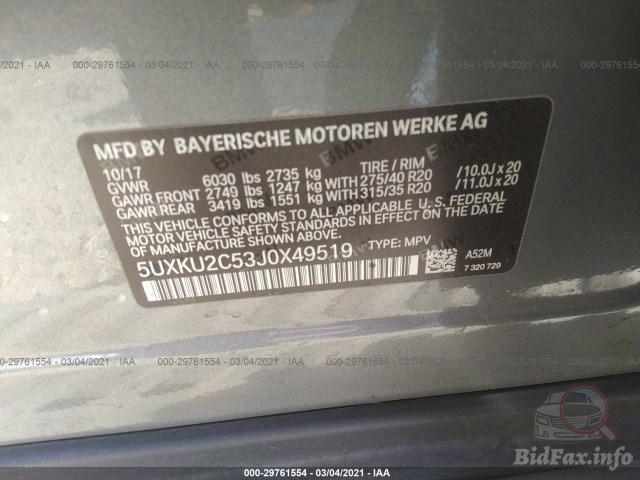 000-29761554 - 03/04/2021 - IAA
MFD BY BAYERISCHE MOTOREN WERKE AG
10/17
GVWR 6030 lbs 2735 kg TIRE / RIM
GAWR FRONT 2749 lbs 1247 kg WITH 275/40 R20 /10.0J x 20
GAWR REAR 3419 lbs 1551 kg WITH 315/35 R20 /11.0J x 20
THIS VEHICLE CONFORMS TO ALL APPLICABLE U. S. FEDERAL
MOTOR VEHICLE SAFETY STANDARDS IN EFFECT ON THE DATE
OF MANUFACTURE SHOWN ABOVE.
5UXKU2C53J0X49519 TYPE: MPV
A52M
7 320 729
000-29761554 - 03/04/2021 - IAA
BidFax.info
000-29761554 - 03/04/2021 - IAA